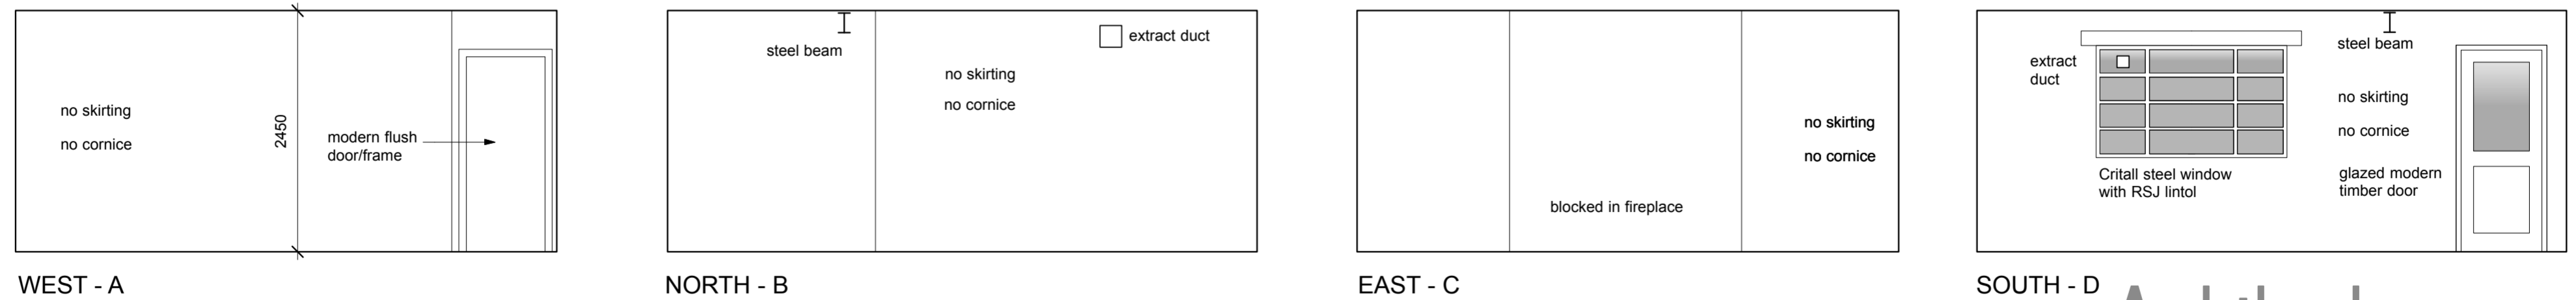 no skirting
no cornice
2450
modern flush
door/frame
WEST - A
steel beam
extract duct
no skirting
no cornice
NORTH - B
no skirting
no cornice
blocked in fireplace
EAST - C
extract
duct
steel beam
no skirting
no cornice
Critall steel window
with RSJ lintol
glazed modern
timber door
SOUTH - D